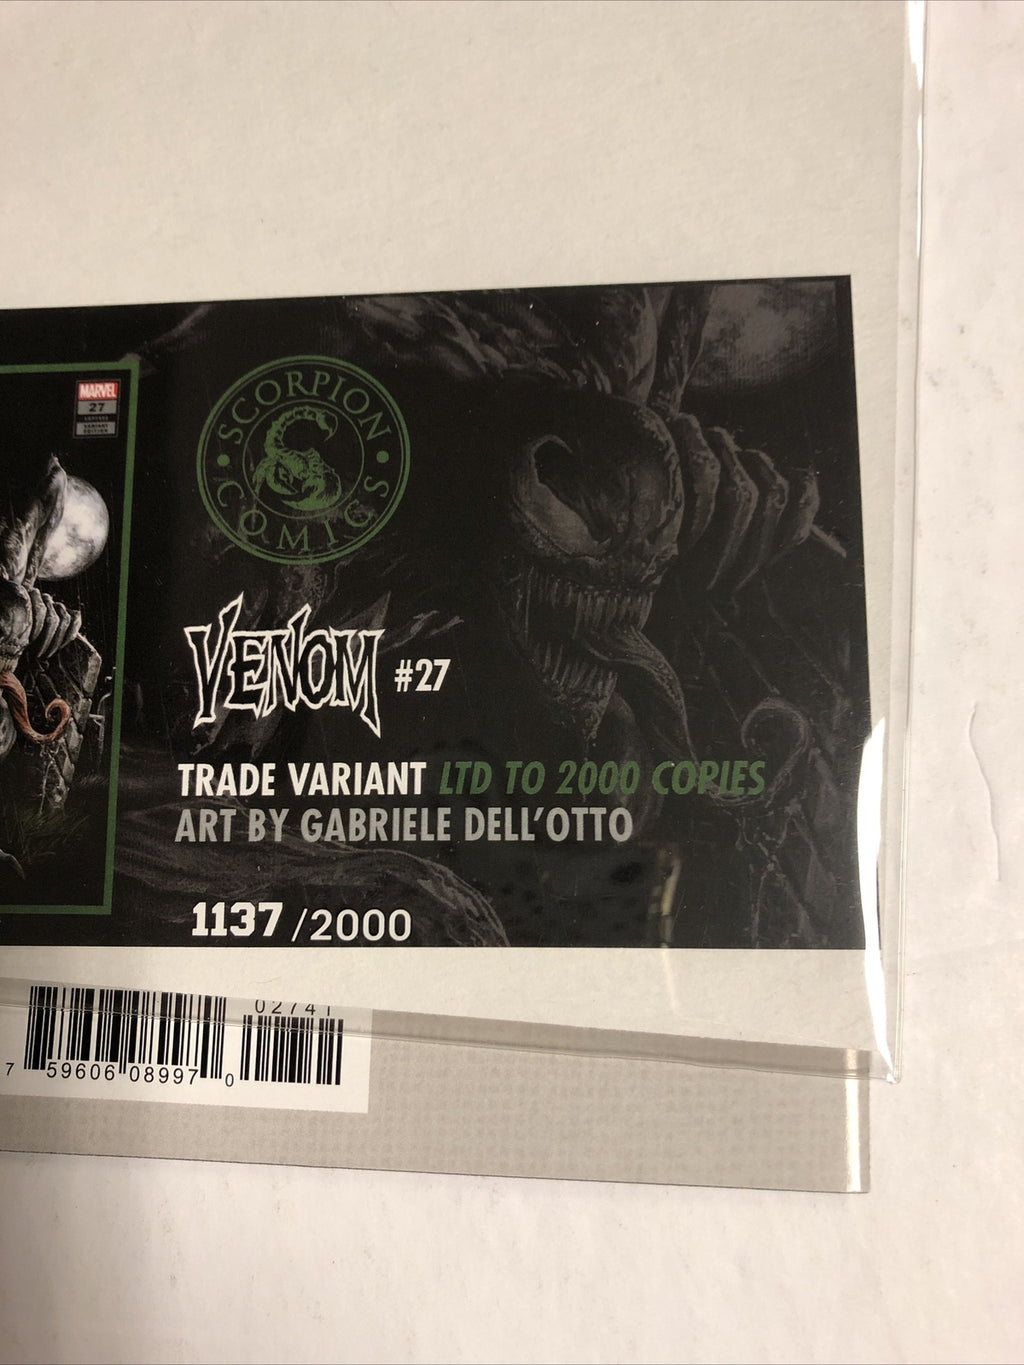 MARVEL
27
VARIANT
EDITION
SCORPION
COMICS
VENOM #27
TRADE VARIANT LTD TO 2000 COPIES
ART BY GABRIELE DELL'OTTO
1137 /2000
02741
7 59606 08997 0